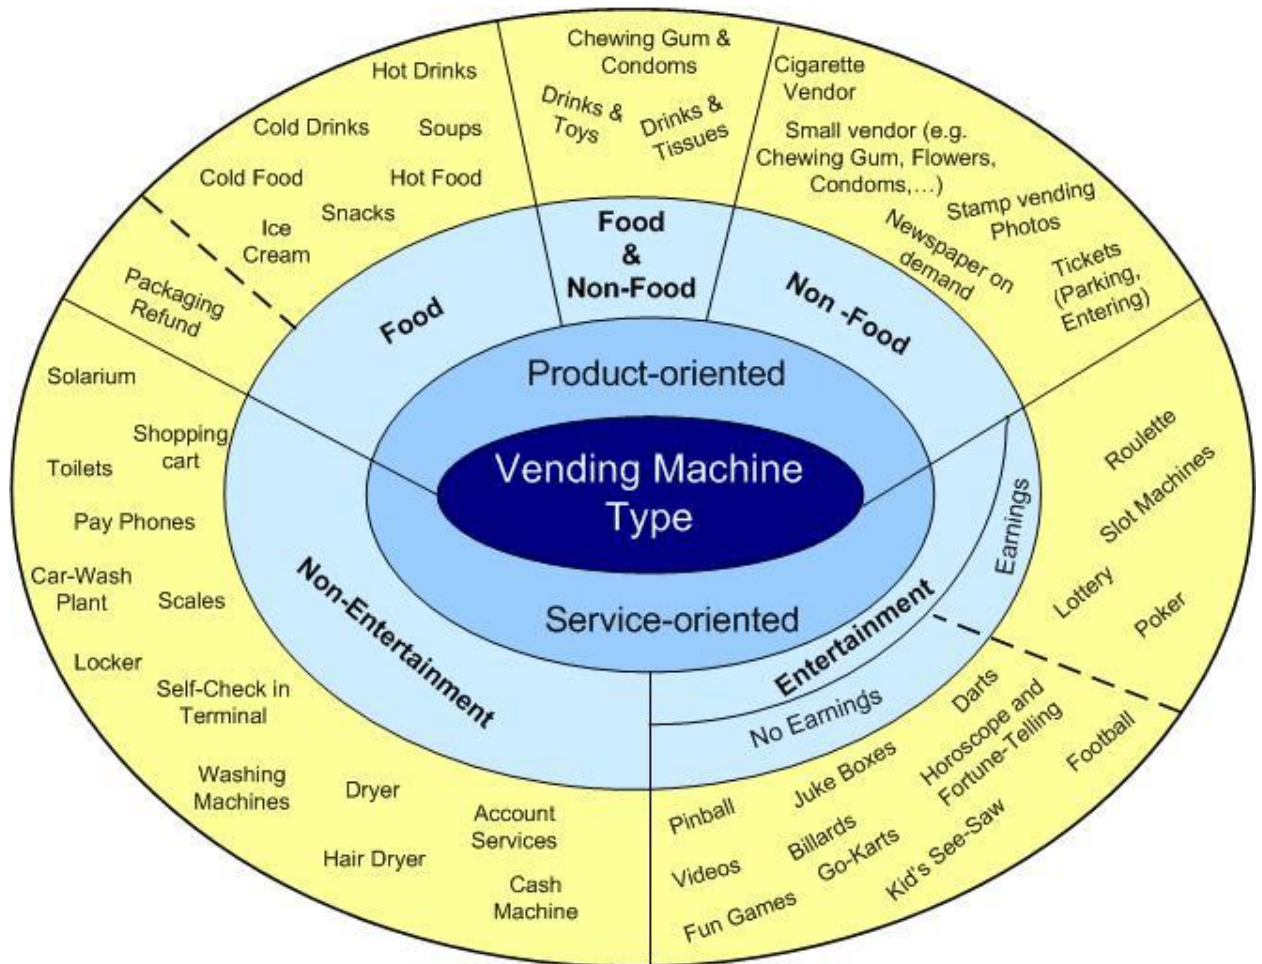 Vending Machine
Type
Product-oriented
Service-oriented
Food
Food
&
Non-Food
Non -Food
Non-Entertainment
Entertainment
Earnings
No Earnings
Hot Drinks
Cold Drinks
Soups
Cold Food
Hot Food
Snacks
Ice
Cream
Packaging
Refund
Chewing Gum &
Condoms
Drinks &
Toys
Drinks &
Tissues
Cigarette
Vendor
Small vendor (e.g.
Chewing Gum, Flowers,
Condoms,…)
Stamp vending
Photos
Newspaper on
demand
Tickets
(Parking,
Entering)
Roulette
Slot Machines
Lottery
Poker
Darts
Horoscope and
Fortune-Telling
Football
Juke Boxes
Pinball
Billards
Go-Karts
Kid's See-Saw
Videos
Fun Games
Solarium
Shopping
cart
Toilets
Pay Phones
Car-Wash
Plant
Scales
Locker
Self-Check in
Terminal
Washing
Machines
Dryer
Account
Services
Hair Dryer
Cash
Machine